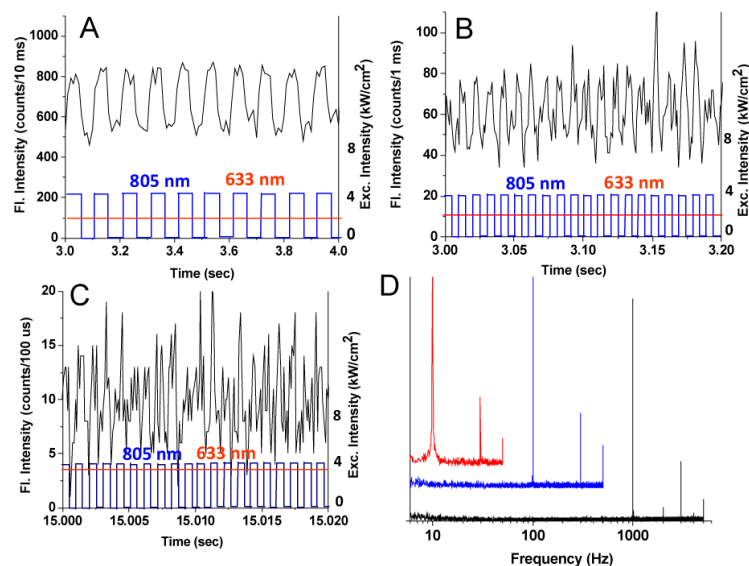 A
Fl. Intensity (counts/10 ms)
1000
800
600
400
200
0
Exc. Intensity (kW/cm²)
8
4
0
805 nm
633 nm
3.0 3.2 3.4 3.6 3.8 4.0
Time (sec)
B
Fl. Intensity (counts/1 ms)
100
80
60
40
20
0
Exc. Intensity (kW/cm²)
8
4
0
805 nm
633 nm
3.00 3.05 3.10 3.15 3.20
Time (sec)
C
Fl. Intensity (counts/100 us)
20
15
10
5
0
Exc. Intensity (kW/cm²)
8
4
0
805 nm
633 nm
15.000 15.005 15.010 15.015 15.020
Time (sec)
D
10 100 1000
Frequency (Hz)